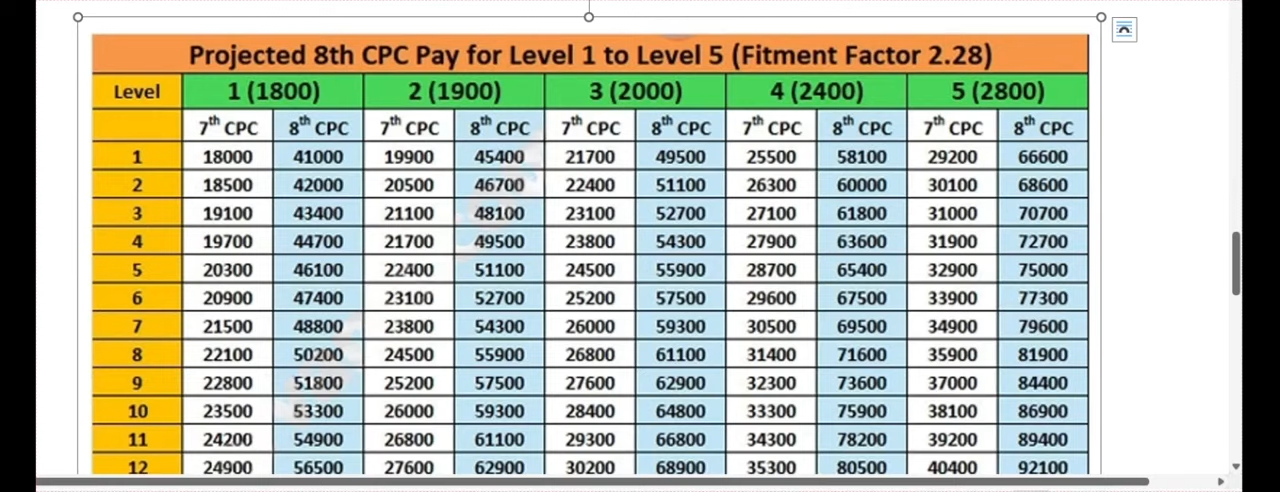 Projected 8th CPC Pay for Level 1 to Level 5 (Fitment Factor 2.28)
Level 1 (1800) 2 (1900) 3 (2000) 4 (2400) 5 (2800)
7th CPC 8th CPC 7th CPC 8th CPC 7th CPC 8th CPC 7th CPC 8th CPC 7th CPC 8th CPC
1 18000 41000 19900 45400 21700 49500 25500 58100 29200 66600
2 18500 42000 20500 46700 22400 51100 26300 60000 30100 68600
3 19100 43400 21100 48100 23100 52700 27100 61800 31000 70700
4 19700 44700 21700 49500 23800 54300 27900 63600 31900 72700
5 20300 46100 22400 51100 24500 55900 28700 65400 32900 75000
6 20900 47400 23100 52700 25200 57500 29600 67500 33900 77300
7 21500 48800 23800 54300 26000 59300 30500 69500 34900 79600
8 22100 50200 24500 55900 26800 61100 31400 71600 35900 81900
9 22800 51800 25200 57500 27600 62900 32300 73600 37000 84400
10 23500 53300 26000 59300 28400 64800 33300 75900 38100 86900
11 24200 54900 26800 61100 29300 66800 34300 78200 39200 89400
12 24900 56500 27600 62900 30200 68900 35300 80500 40400 92100